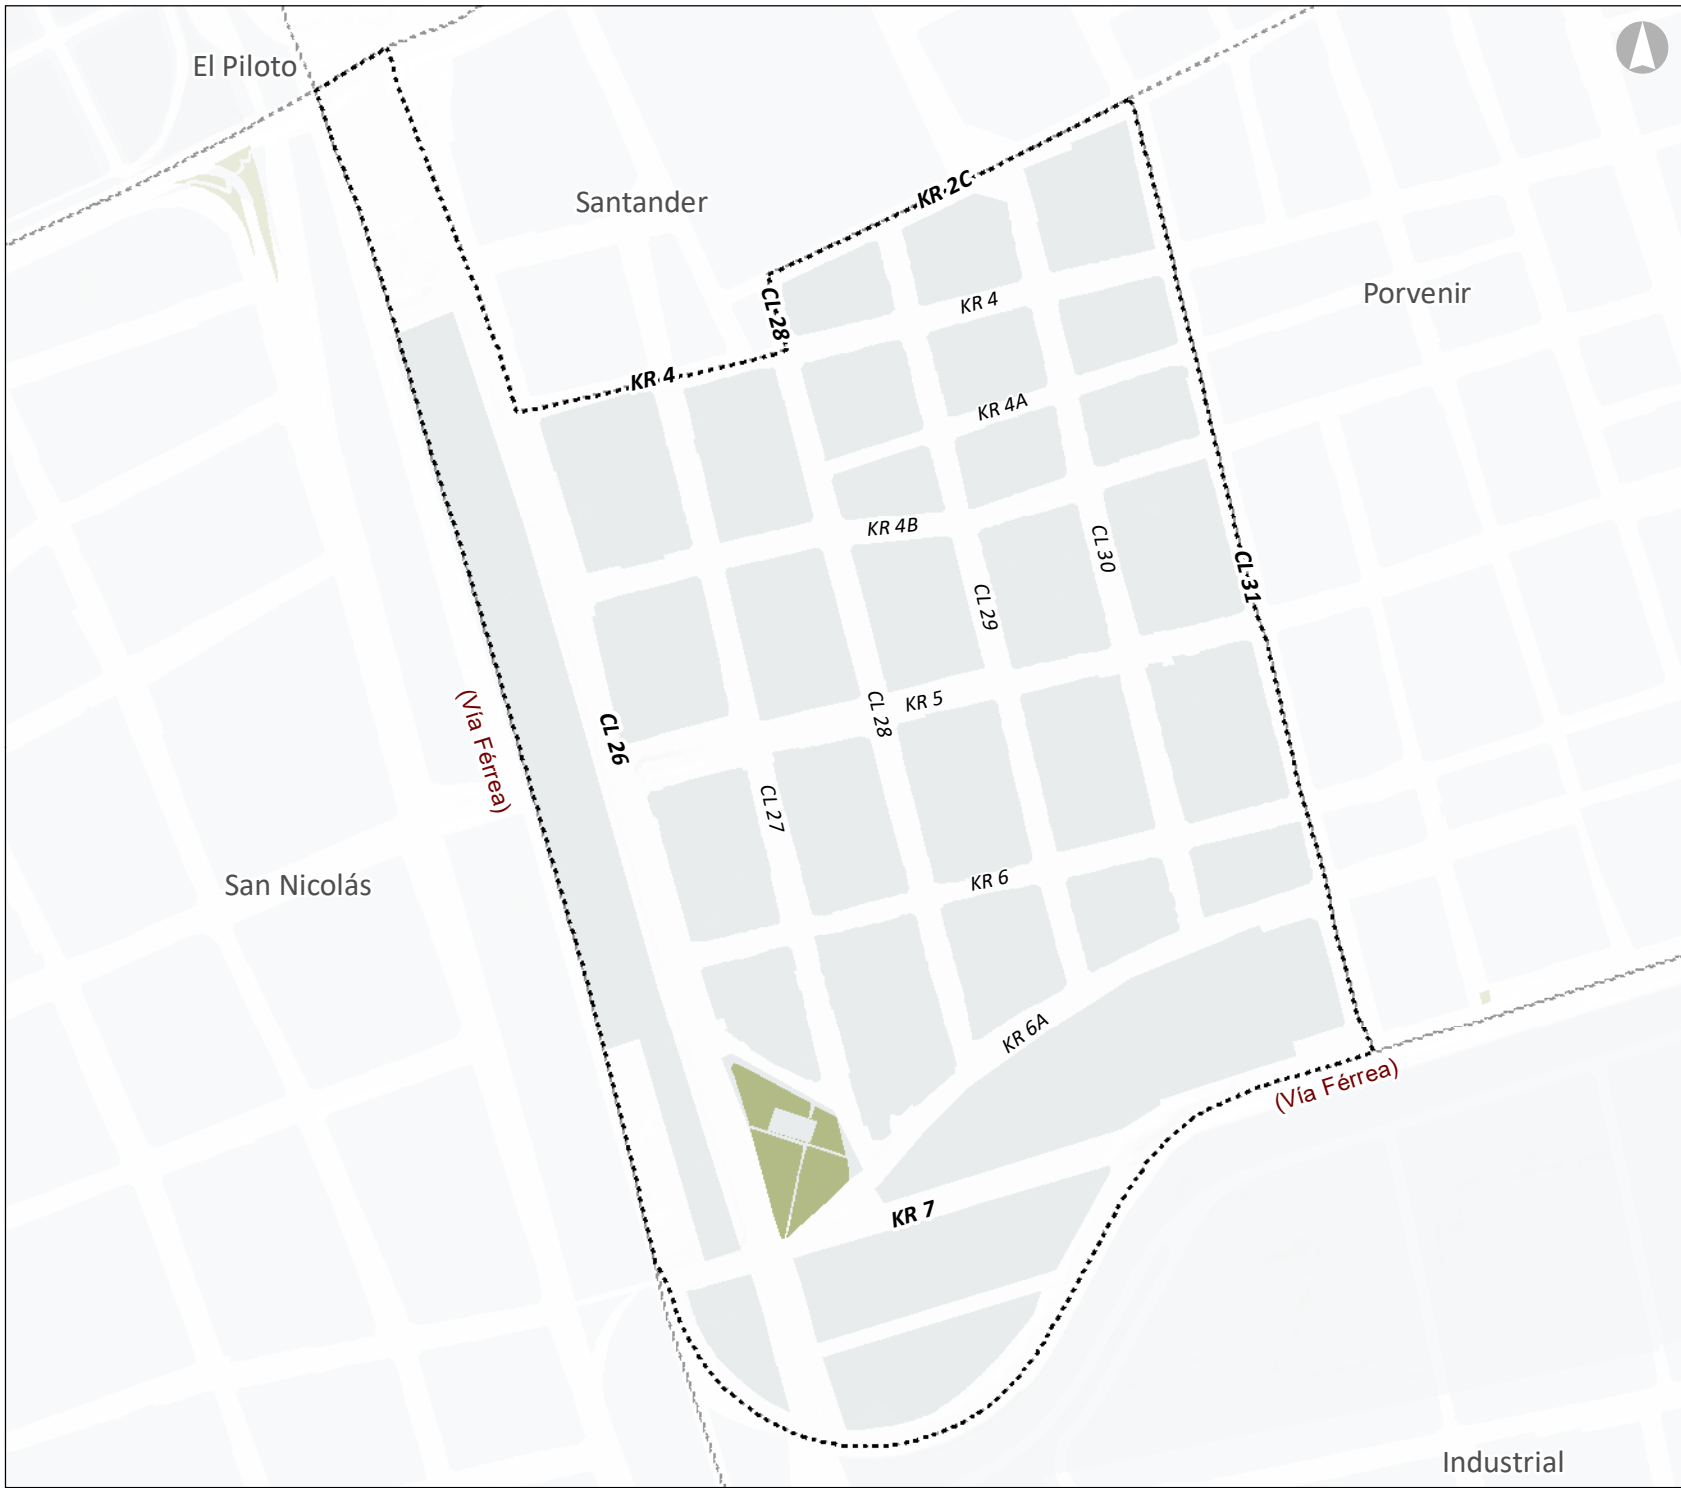 El Piloto
Santander
KR 2C
Porvenir
CL 28
KR 4
KR 4
KR 4A
KR 4B
CL 30
CL 31
CL 29
(Vía Férrea)
CL 26
CL 28
KR 5
CL 27
San Nicolás
KR 6
KR 6A
(Vía Férrea)
KR 7
Industrial